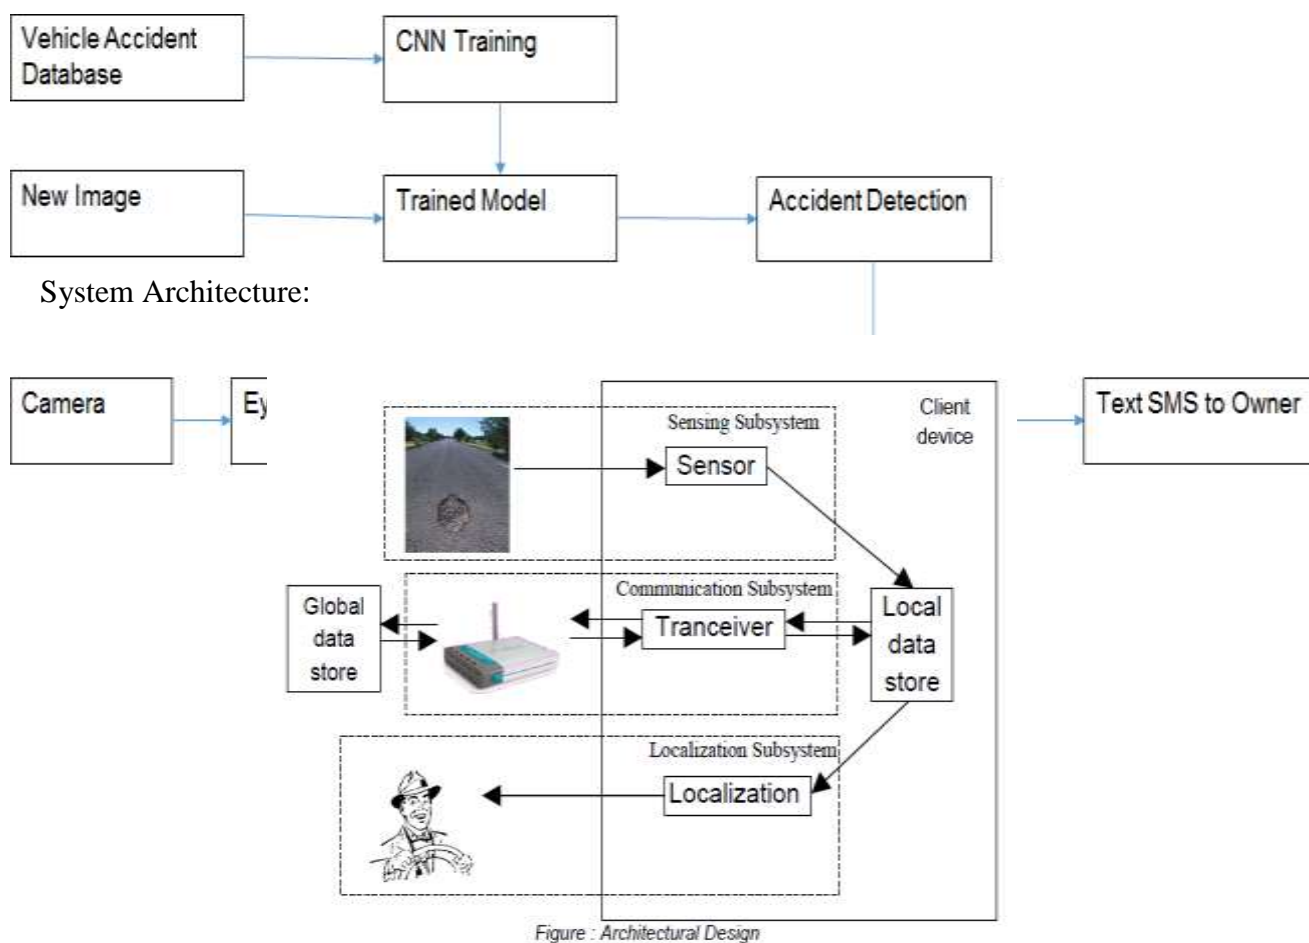 Vehicle Accident
Database
CNN Training
New Image
Trained Model
Accident Detection
System Architecture:
Camera
Ey
Text SMS to Owner
Client
device
Sensing Subsystem
Sensor
Communication Subsystem
Global
data
store
Tranceiver
Local
data
store
Localization Subsystem
Localization
Figure : Architectural Design